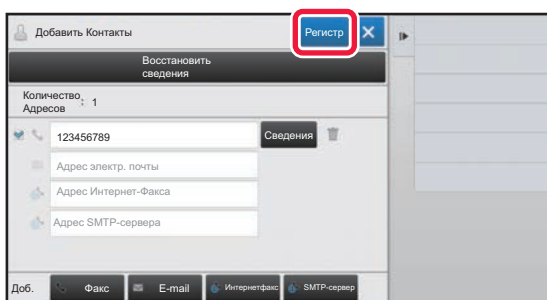 Добавить Контакты
Регистр
Восстановить
сведения
Количество
Адресов : 1
123456789
Сведения
Адрес электр. почты
Адрес Интернет-Факса
Адрес SMTP-сервера
Доб.
Факс
E-mail
Интернетфакс
SMTP-сервер